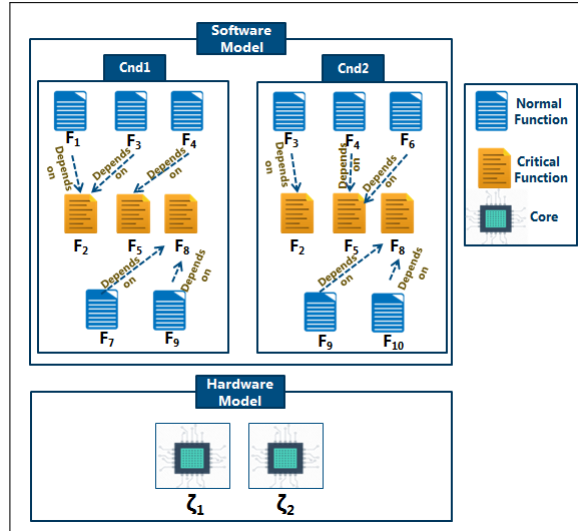 Software
Model
Cnd1
Cnd2
F1
F3
F4
F3
F4
F6
Depends on
Depends on
Depends on
Depends on
Depends on
Depends on
F2
F5
F8
F2
F5
F8
Depends on
Depends on
Depends on
Depends on
F7
F9
F9
F10
Normal
Function
Critical
Function
Core
Hardware
Model
ζ1
ζ2